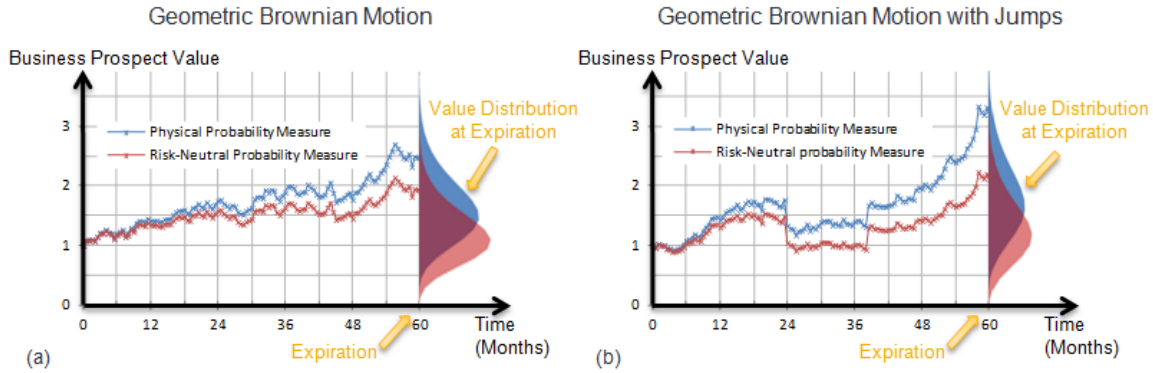 Geometric Brownian Motion
Business Prospect Value
3
2
1
0
Physical Probability Measure
Risk-Neutral Probability Measure
Value Distribution
at Expiration
0 12 24 36 48 60
Time
(Months)
Expiration
(a)
Geometric Brownian Motion with Jumps
Business Prospect Value
3
2
1
0
Physical Probability Measure
Risk-Neutral probability Measure
Value Distribution
at Expiration
0 12 24 36 48 60
Time
(Months)
Expiration
(b)